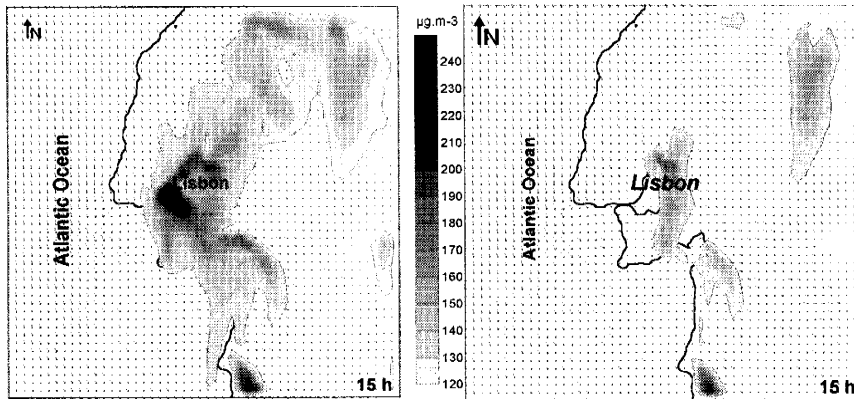 N
Atlantic Ocean
Lisbon
15 h
µg.m-3
240
230
220
210
200
190
180
170
160
150
140
130
120
N
Atlantic Ocean
Lisbon
15 h